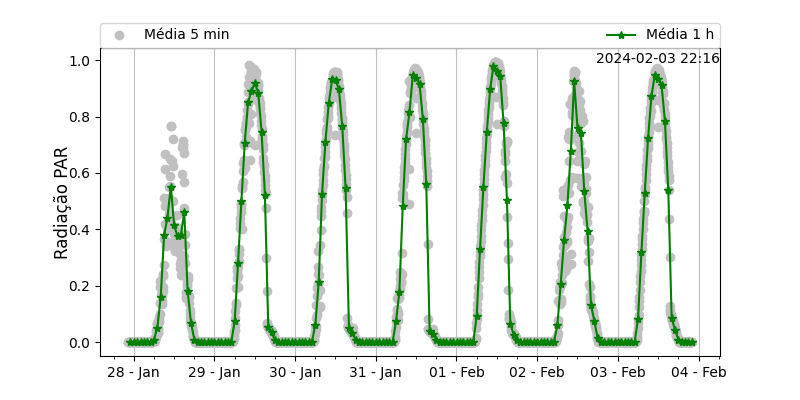 Média 5 min
Média 1 h
2024-02-03 22:16
Radiação PAR
1.0
0.8
0.6
0.4
0.2
0.0
28 - Jan
29 - Jan
30 - Jan
31 - Jan
01 - Feb
02 - Feb
03 - Feb
04 - Feb